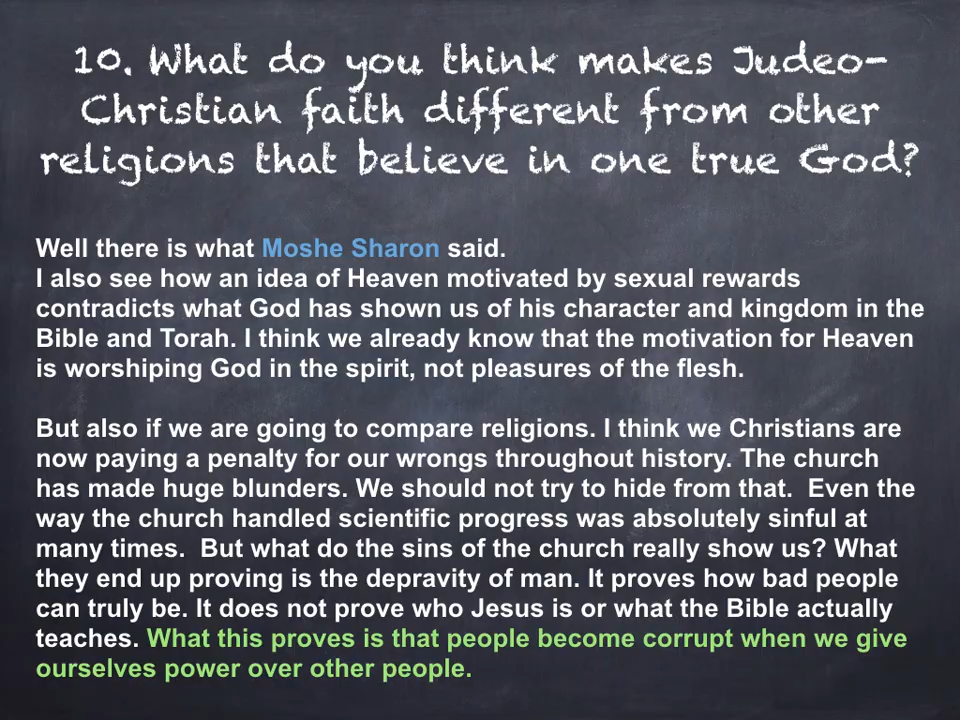 10. What do you think makes Judeo-
Christian faith different from other
religions that believe in one true God?
Well there is what Moshe Sharon said.
I also see how an idea of Heaven motivated by sexual rewards
contradicts what God has shown us of his character and kingdom in the
Bible and Torah. I think we already know that the motivation for Heaven
is worshiping God in the spirit, not pleasures of the flesh.
But also if we are going to compare religions. I think we Christians are
now paying a penalty for our wrongs throughout history. The church
has made huge blunders. We should not try to hide from that.  Even the
way the church handled scientific progress was absolutely sinful at
many times.  But what do the sins of the church really show us? What
they end up proving is the depravity of man. It proves how bad people
can truly be. It does not prove who Jesus is or what the Bible actually
teaches. What this proves is that people become corrupt when we give
ourselves power over other people.